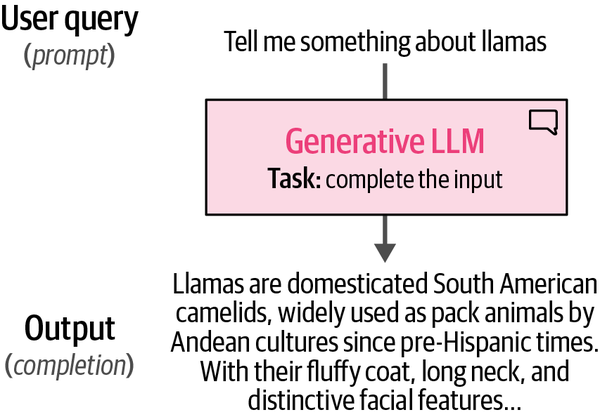 User query
(prompt)
Tell me something about llamas
Generative LLM
Task: complete the input
Output
(completion)
Llamas are domesticated South American
camelids, widely used as pack animals by
Andean cultures since pre-Hispanic times.
With their fluffy coat, long neck, and
distinctive facial features...